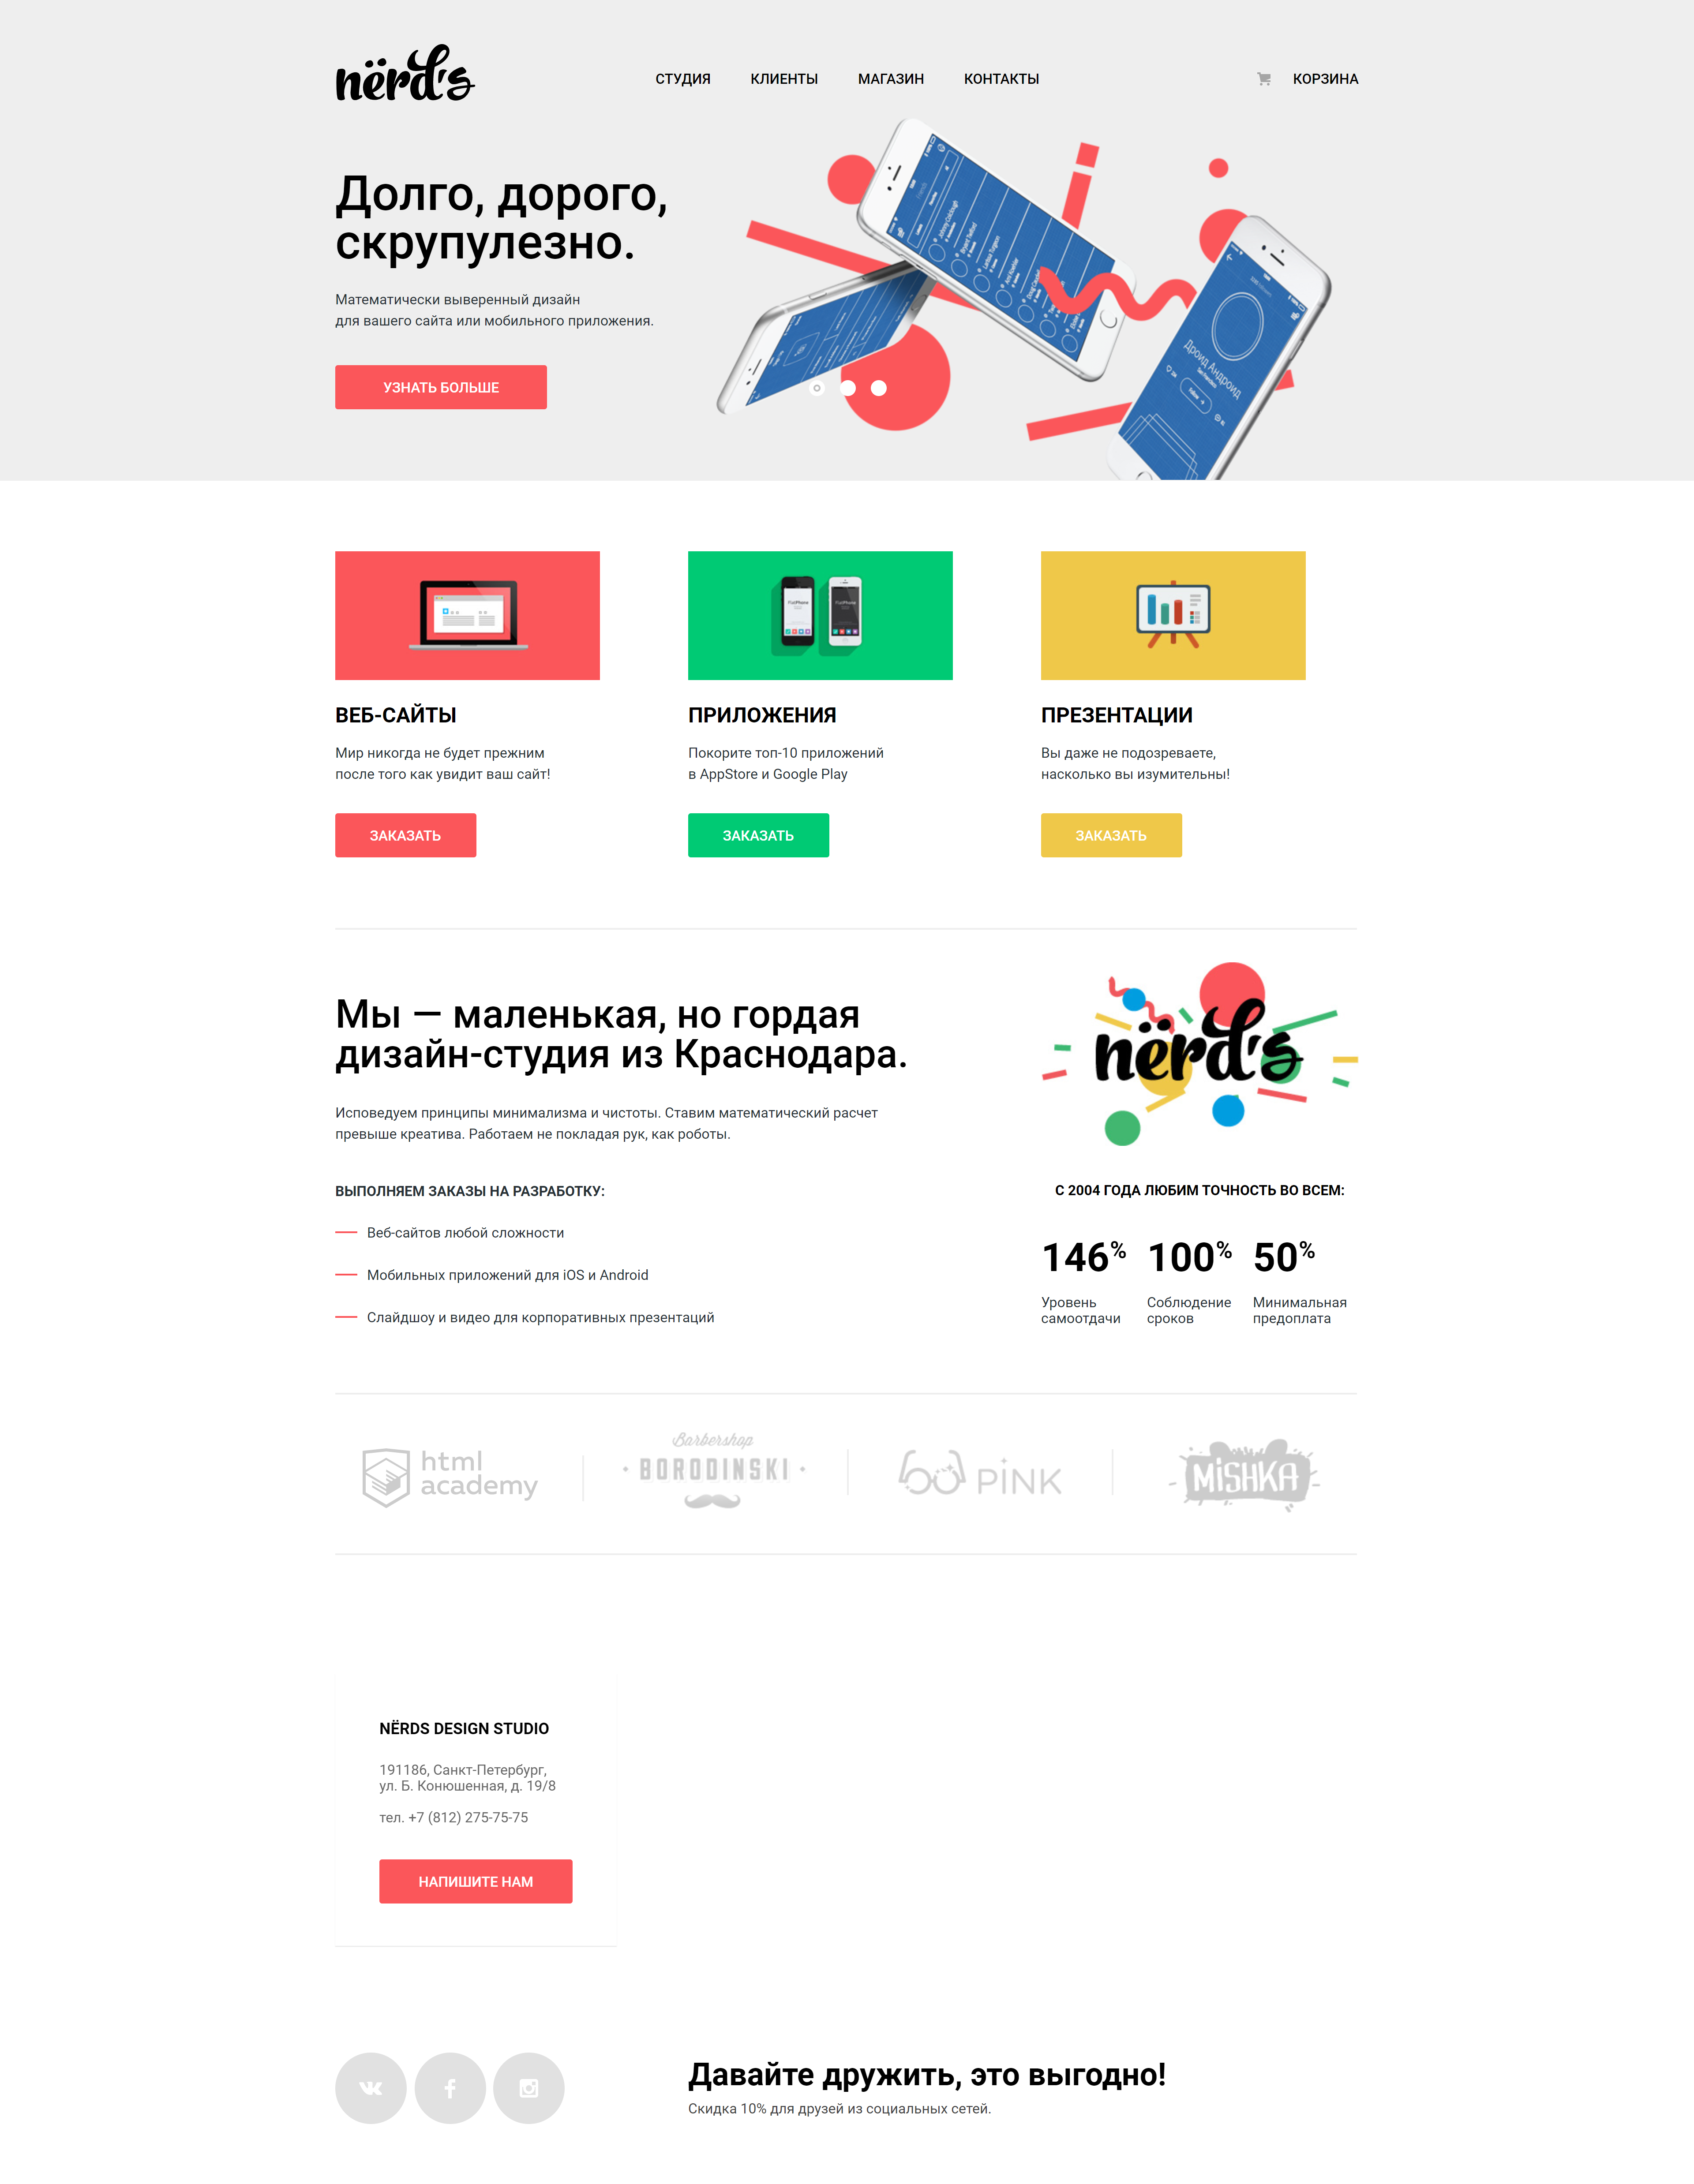 nërd's
СТУДИЯ
КЛИЕНТЫ
МАГАЗИН
КОНТАКТЫ
КОРЗИНА
Долго, дорого,
скрупулезно.
Математически выверенный дизайн
для вашего сайта или мобильного приложения.
УЗНАТЬ БОЛЬШЕ
Дроид Андроид
ВЕБ-САЙТЫ
Мир никогда не будет прежним
после того как увидит ваш сайт!
ЗАКАЗАТЬ
ПРИЛОЖЕНИЯ
Покорите топ-10 приложений
в AppStore и Google Play
ЗАКАЗАТЬ
ПРЕЗЕНТАЦИИ
Вы даже не подозреваете,
насколько вы изумительны!
ЗАКАЗАТЬ
Мы — маленькая, но гордая
дизайн-студия из Краснодара.
Исповедуем принципы минимализма и чистоты. Ставим математический расчет
превыше креатива. Работаем не покладая рук, как роботы.
ВЫПОЛНЯЕМ ЗАКАЗЫ НА РАЗРАБОТКУ:
Веб-сайтов любой сложности
Мобильных приложений для iOS и Android
Слайдшоу и видео для корпоративных презентаций
nërd's
С 2004 ГОДА ЛЮБИМ ТОЧНОСТЬ ВО ВСЕМ:
146%
Уровень
самоотдачи
100%
Соблюдение
сроков
50%
Минимальная
предоплата
html
academy
Barbershop
BORODINSKI
PINK
MiSHKA
NЁRDS DESIGN STUDIO
191186, Санкт-Петербург,
ул. Б. Конюшенная, д. 19/8
тел. +7 (812) 275-75-75
НАПИШИТЕ НАМ
Давайте дружить, это выгодно!
Скидка 10% для друзей из социальных сетей.